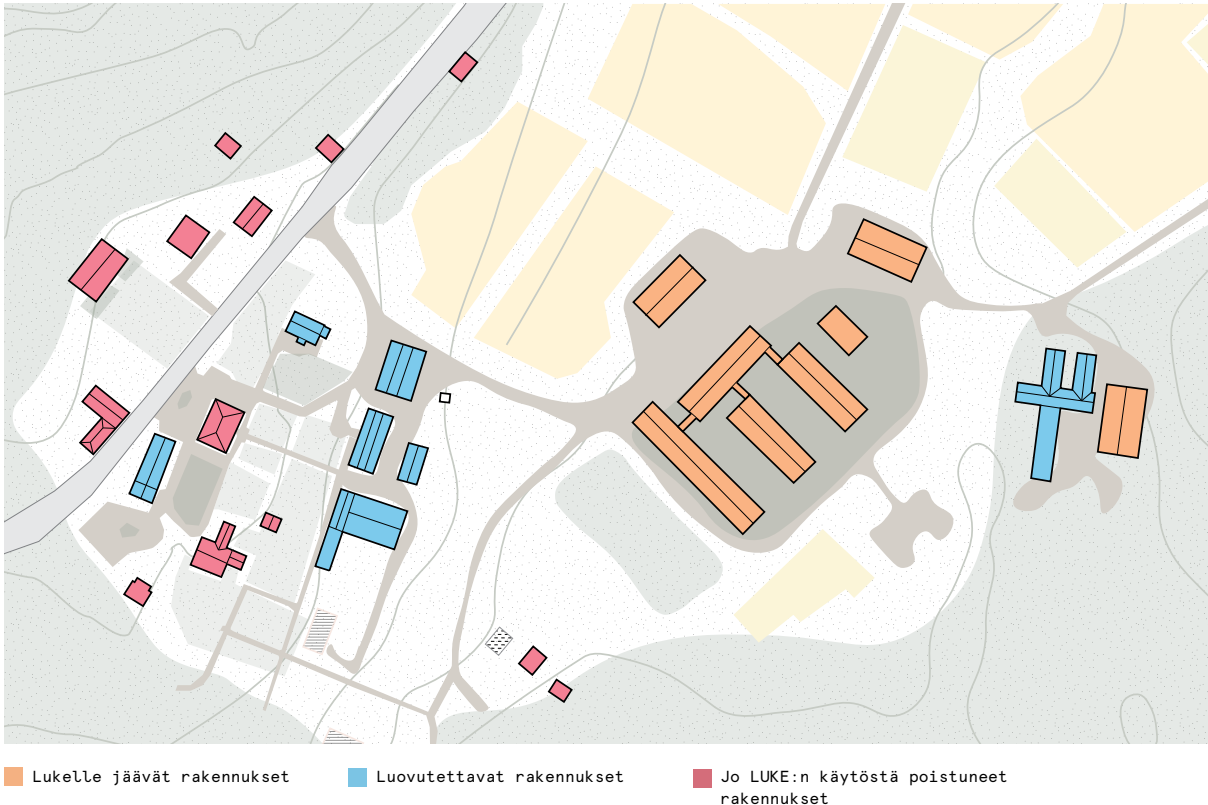 Lukelle jäävät rakennukset
Luovutettavat rakennukset
Jo LUKE:n käytöstä poistuneet
rakennukset